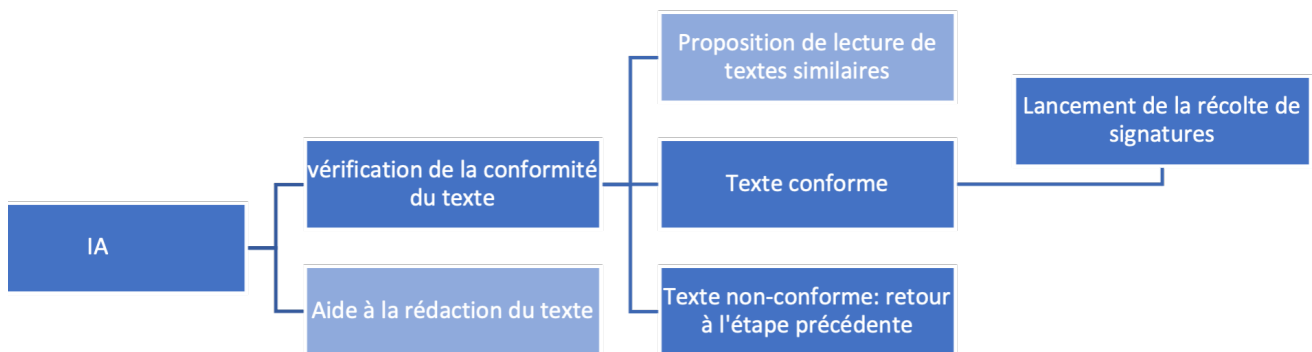 Proposition de lecture de
textes similaires
Lancement de la récolte de
signatures
vérification de la conformité
du texte
Texte conforme
IA
Aide à la rédaction du texte
Texte non-conforme: retour
à l'étape précédente